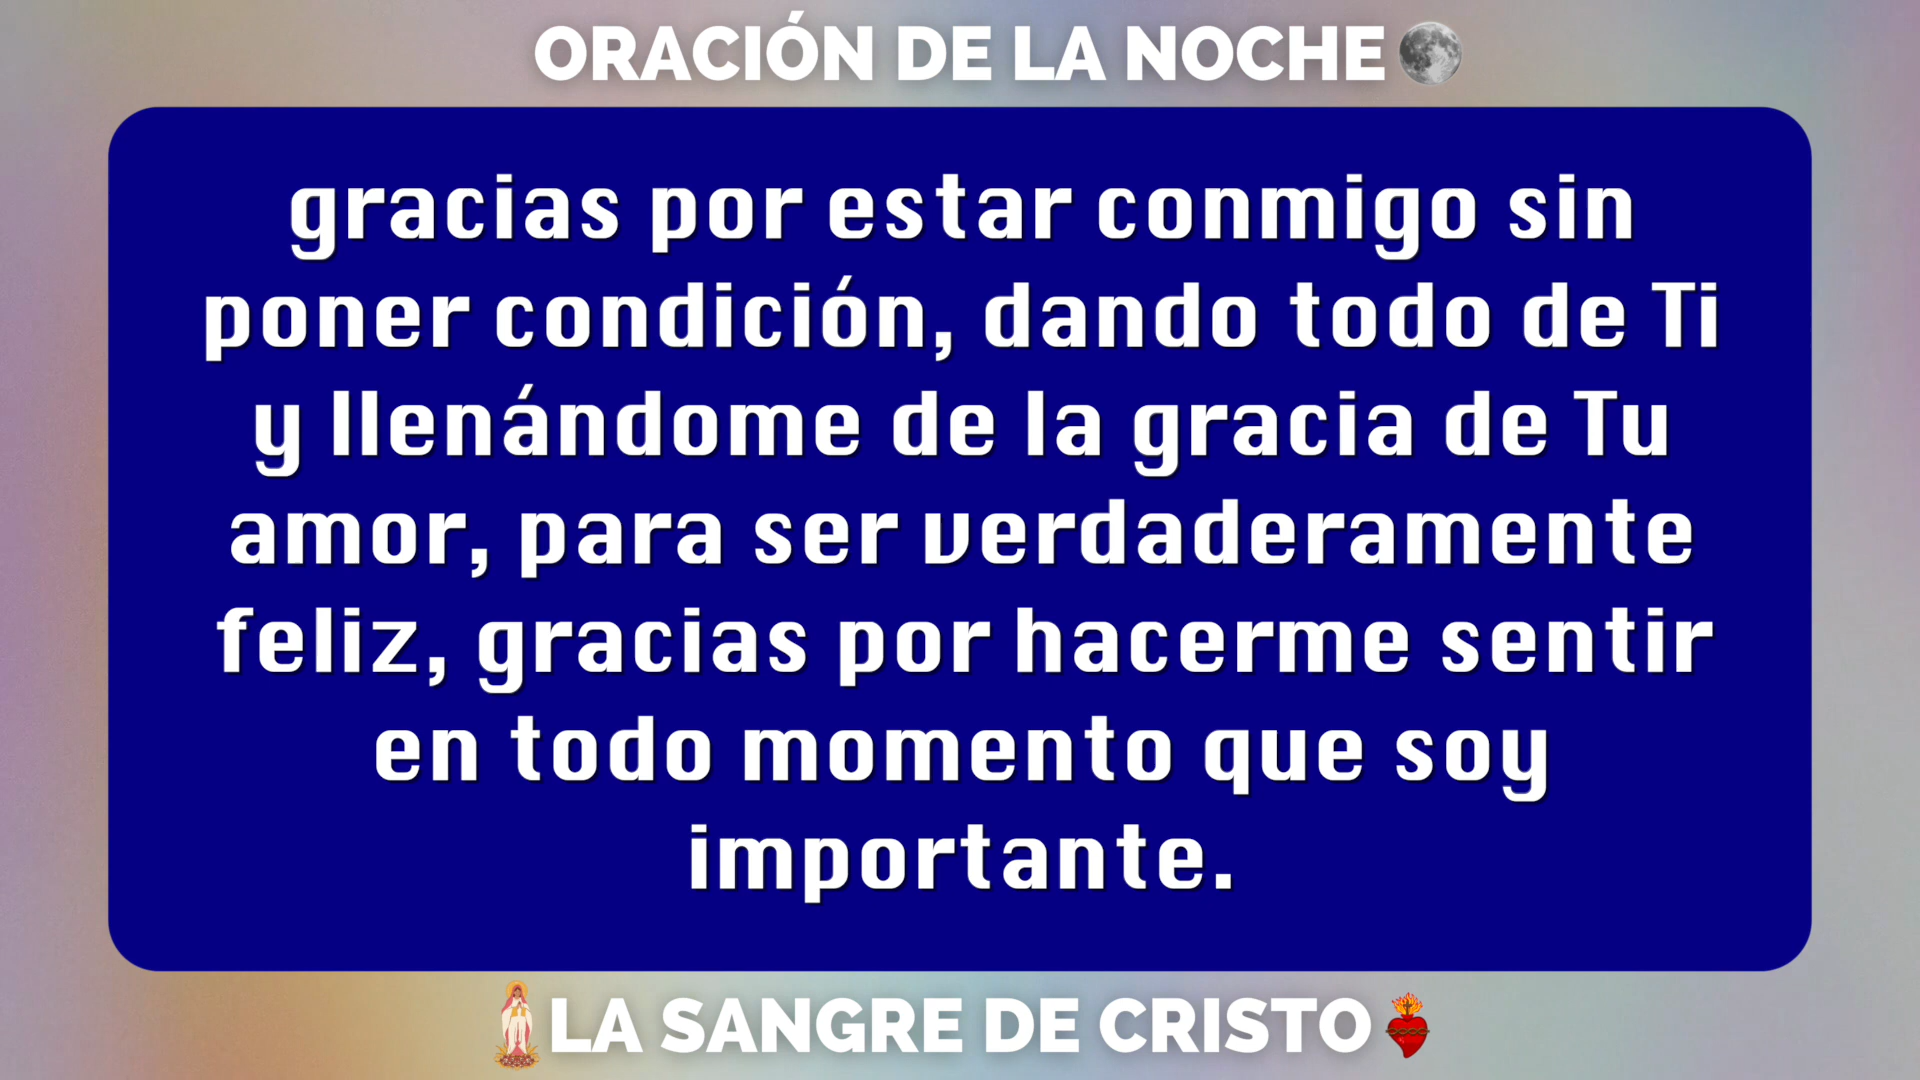 ORACIÓN DE LA NOCHE
gracias por estar conmigo sin
poner condición, dando todo de Ti
y llenándome de la gracia de Tu
amor, para ser verdaderamente
feliz, gracias por hacerme sentir
en todo momento que soy
importante.
LA SANGRE DE CRISTO